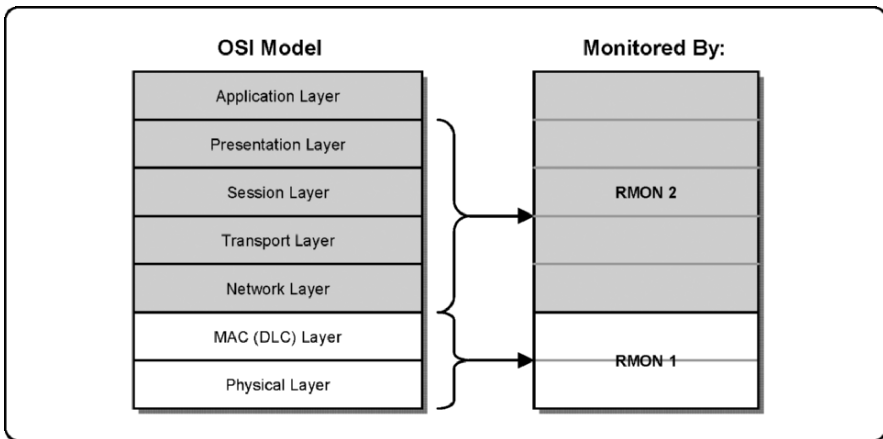 OSI Model
Monitored By:
Application Layer
Presentation Layer
Session Layer
Transport Layer
Network Layer
MAC (DLC) Layer
Physical Layer
RMON 2
RMON 1